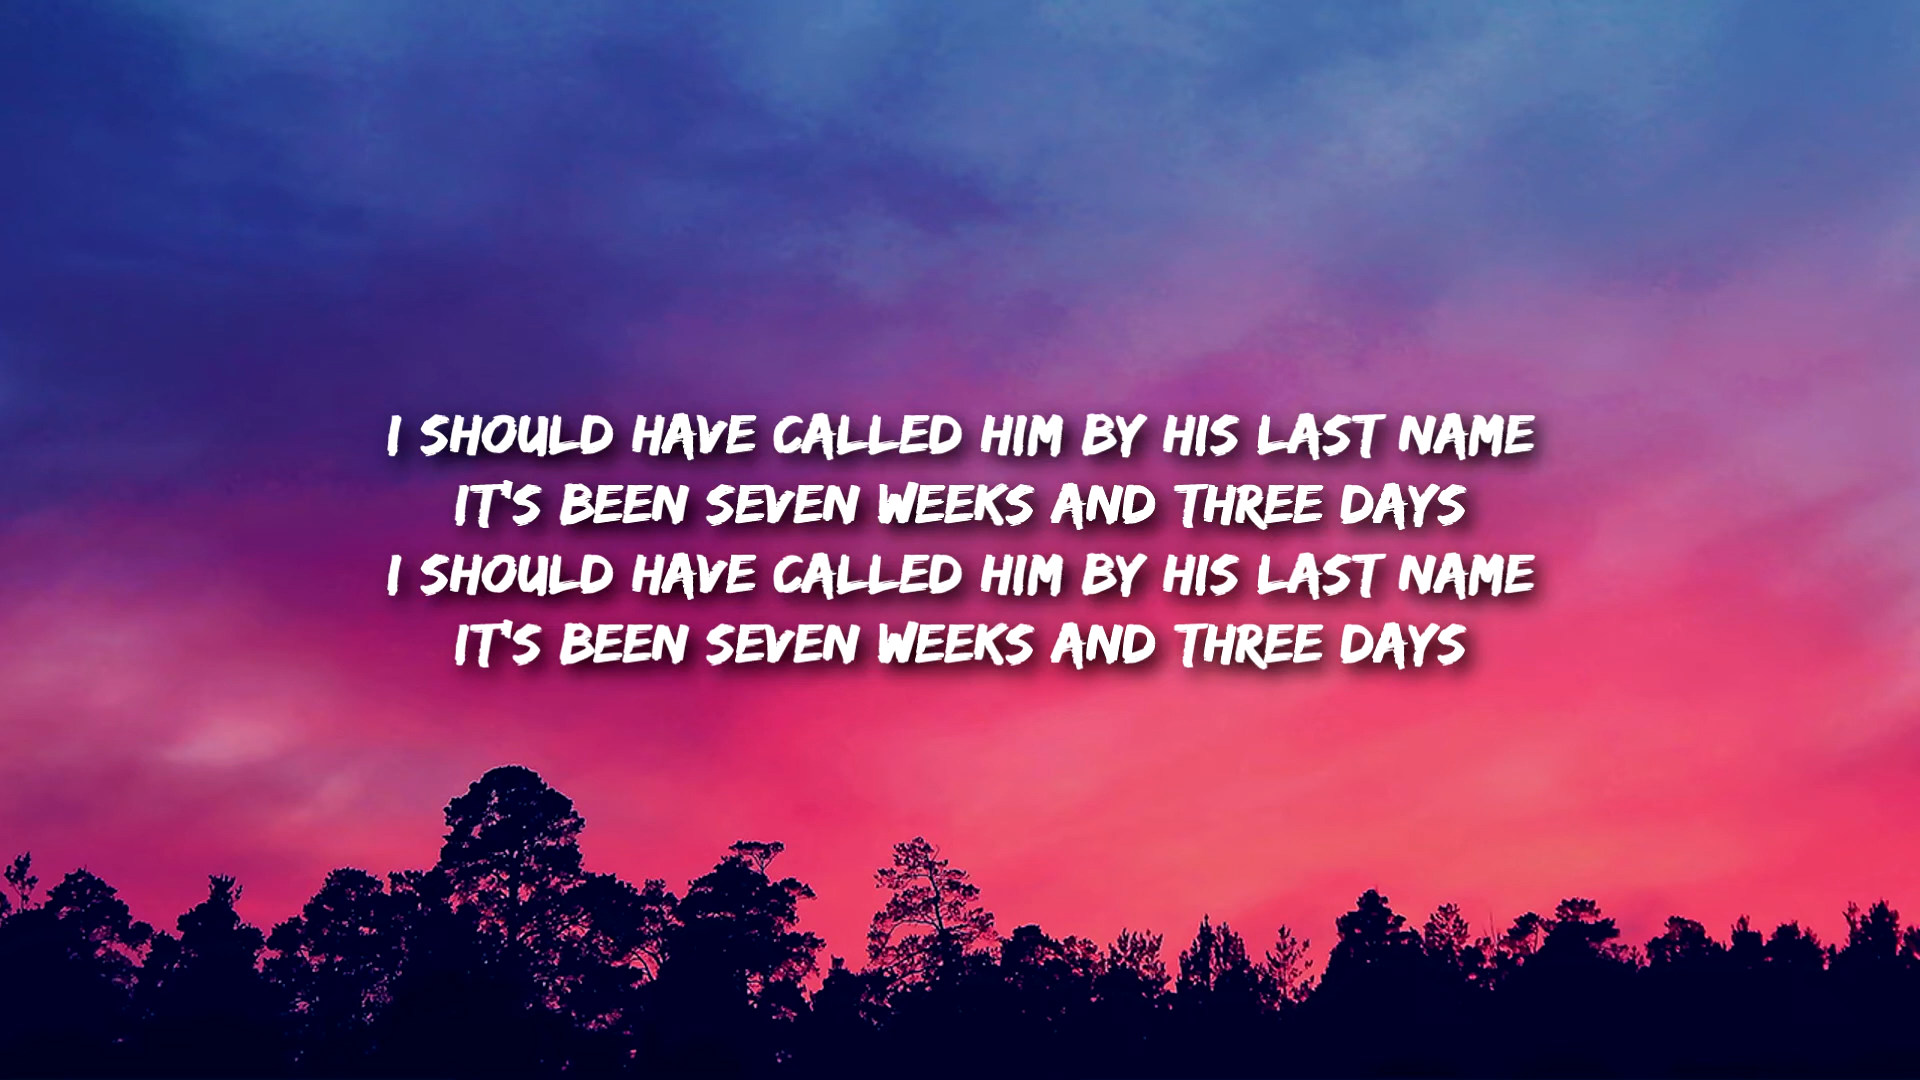 I SHOULD HAVE CALLED HIM BY HIS LAST NAME
IT'S BEEN SEVEN WEEKS AND THREE DAYS
I SHOULD HAVE CALLED HIM BY HIS LAST NAME
IT'S BEEN SEVEN WEEKS AND THREE DAYS